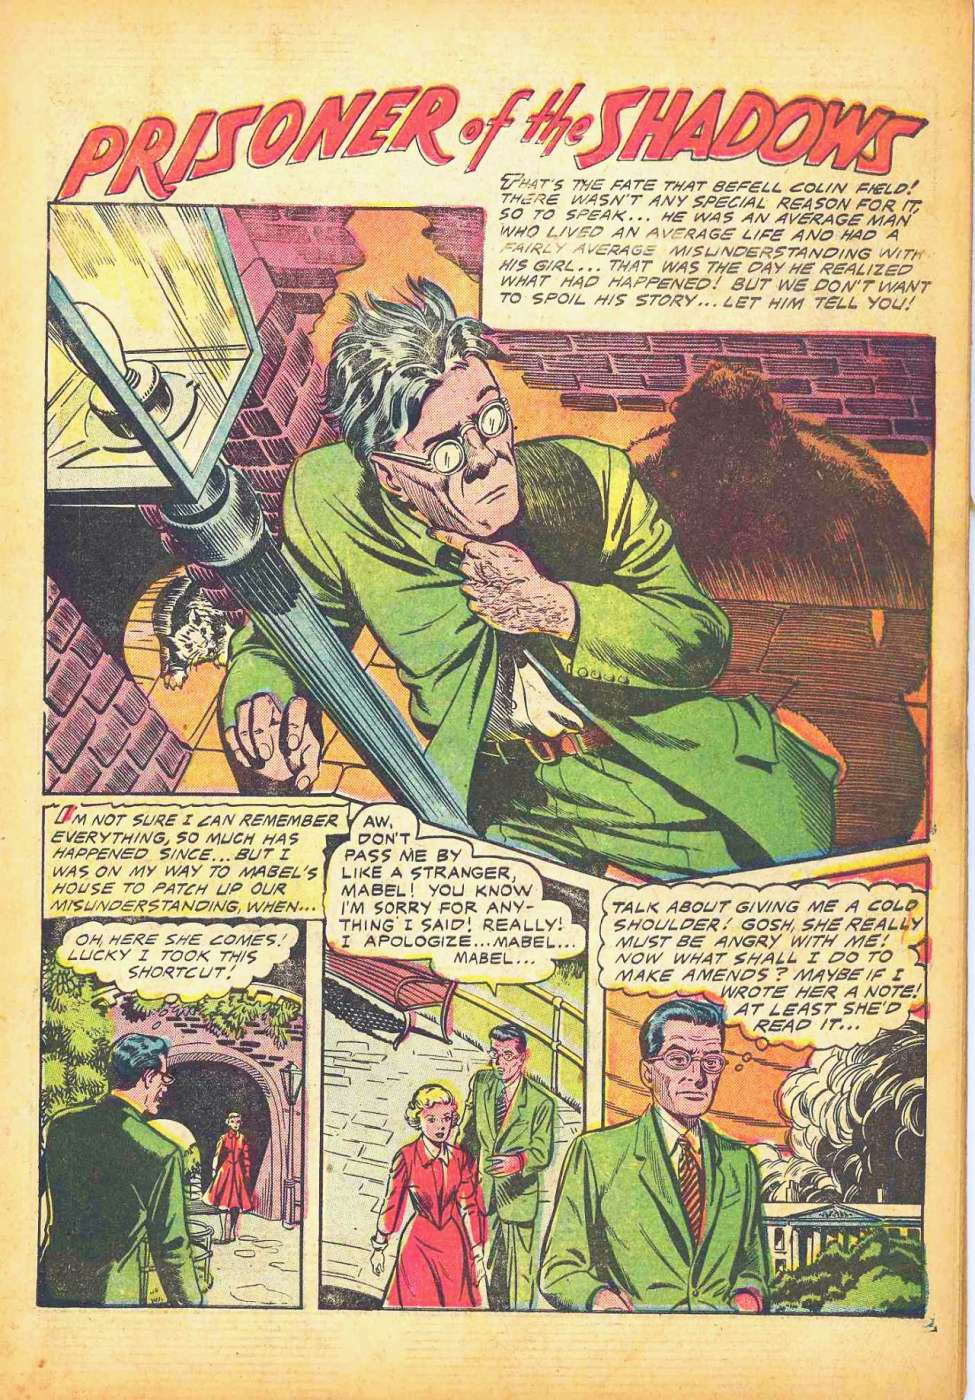 PRISONER of the SHADOWS
THAT'S THE FATE THAT BEFELL COLIN FIELD!
THERE WASN'T ANY SPECIAL REASON FOR IT,
SO TO SPEAK... HE WAS AN AVERAGE MAN
WHO LIVED AN AVERAGE LIFE AND HAD A
FAIRLY AVERAGE MISUNDERSTANDING WITH
HIS GIRL... THAT WAS THE DAY HE REALIZED
WHAT HAD HAPPENED! BUT WE DON'T WANT
TO SPOIL HIS STORY... LET HIM TELL YOU!
I'M NOT SURE I CAN REMEMBER
EVERYTHING, SO MUCH HAS
HAPPENED SINCE... BUT I
WAS ON MY WAY TO MABEL'S
HOUSE TO PATCH UP OUR
MISUNDERSTANDING, WHEN...
OH, HERE SHE COMES!
LUCKY I TOOK THIS
SHORTCUT!
AW,
DON'T
PASS ME BY
LIKE A STRANGER,
MABEL! YOU KNOW
I'M SORRY FOR ANY-
THING I SAID! REALLY!
I APOLOGIZE... MABEL...
MABEL...
TALK ABOUT GIVING ME A COLD
SHOULDER! GOSH, SHE REALLY
MUST BE ANGRY WITH ME!
NOW WHAT SHALL I DO TO
MAKE AMENDS? MAYBE IF I
WROTE HER A NOTE!
AT LEAST SHE'D
READ IT...